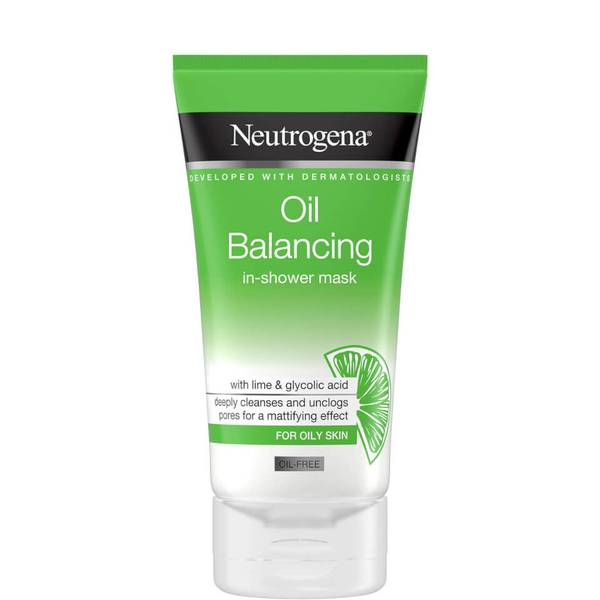 Neutrogena®
DEVELOPED WITH DERMATOLOGISTS
Oil
Balancing
in-shower mask
with lime & glycolic acid
deeply cleanses and unclogs
pores for a mattifying effect
FOR OILY SKIN
OIL-FREE